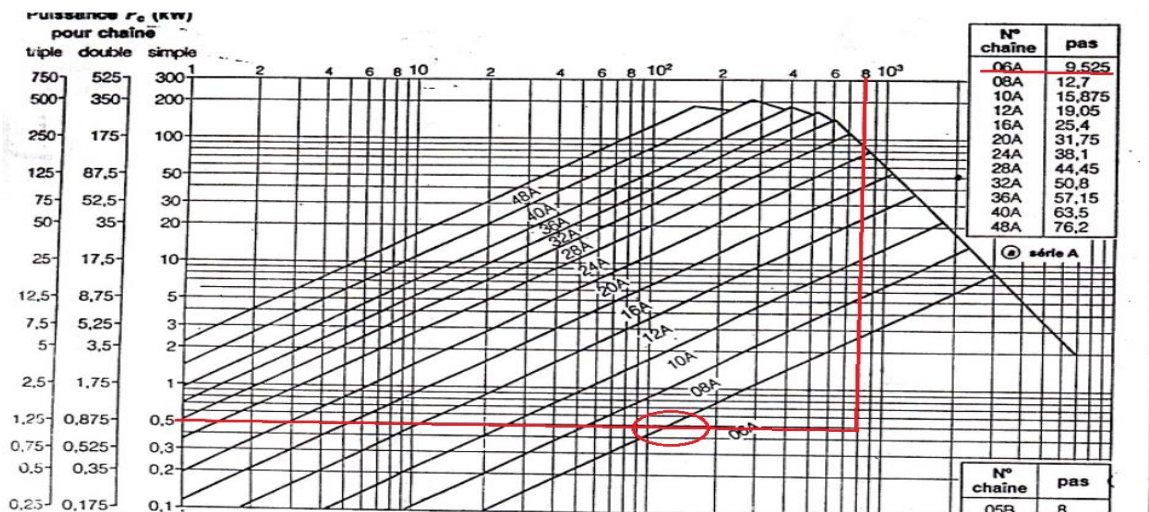 Puissance Pc (kW)
pour chaîne
triple double simple
1 2 4 6 8 10 2 4 6 8 10² 2 4 6 8 10³
750 525 300
500 350 200
250 175 100
125 87,5 50
75 52,5 30
50 35 20
25 17,5 10
12,5 8,75 5
7,5 5,25 3
5 3,5 2
2,5 1,75 1
1,25 0,875 0,5
0,75 0,525 0,3
0,5 0,35 0,2
0,25 0,175 0,1
48A
40A
36A
32A
28A
24A
20A
16A
12A
10A
08A
06A
N° chaîne pas
06A 9.525
08A 12,7
10A 15,875
12A 19,05
16A 25,4
20A 31,75
24A 38,1
28A 44,45
32A 50,8
36A 57,15
40A 63,5
48A 76,2
a série A
N° chaîne pas
05B 8